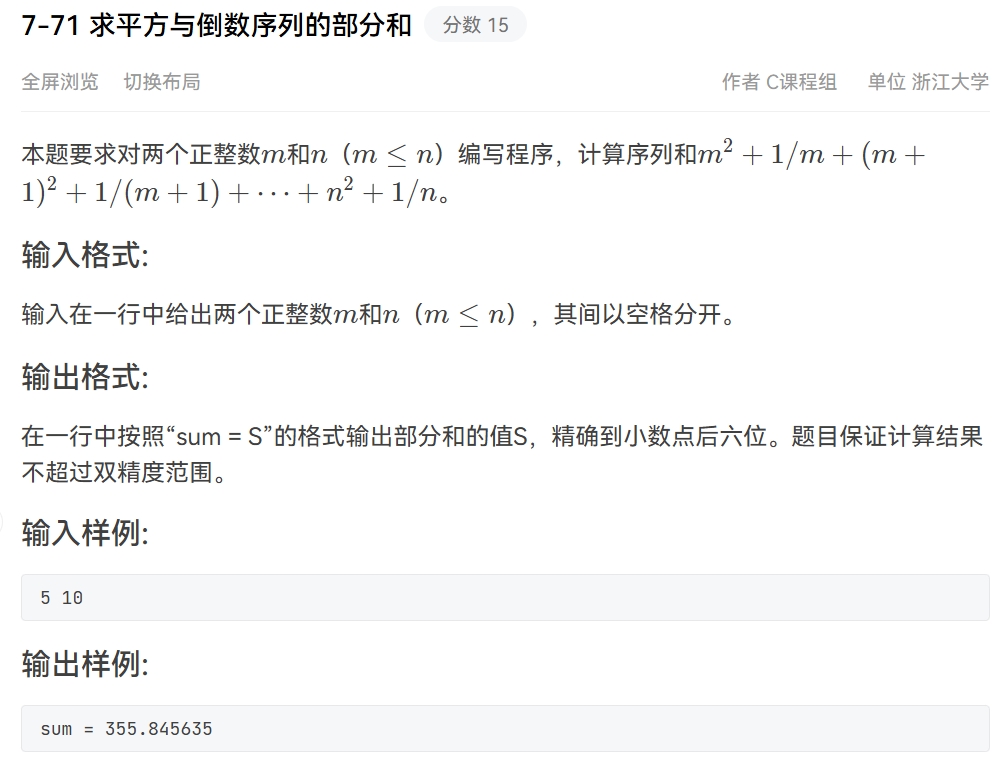 7-71 求平方与倒数序列的部分和 分数 15
全屏浏览 切换布局 作者 C课程组 单位 浙江大学
本题要求对两个正整数m和n（m ≤ n）编写程序，计算序列和m² + 1/m + (m +
1)² + 1/(m + 1) + ⋯ + n² + 1/n。
输入格式:
输入在一行中给出两个正整数m和n（m ≤ n），其间以空格分开。
输出格式:
在一行中按照“sum = S”的格式输出部分和的值S，精确到小数点后六位。题目保证计算结果
不超过双精度范围。
输入样例:
5 10
输出样例:
sum = 355.845635